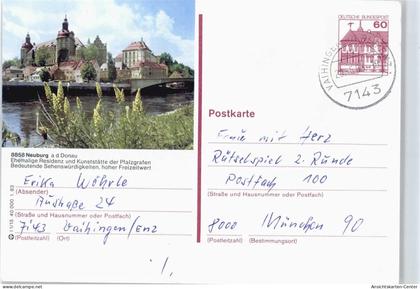 DEUTSCHE BUNDESPOST
60
VAIHINGEN
7143
8858 Neuburg a d Donau
Ehemalige Residenz und Kunststätte der Pfalzgrafen
Bedeutende Sehenswürdigkeiten, hoher Freizeitwert
Erika Wöhrle
(Absender)
24
(Straße und Hausnummer oder Postfach)
7143 Vaihingen/Enz
(Postleitzahl) (Ort)
Postkarte
Frau mit Herz
Rätselspiel 2. Runde
Postfach 100
(Straße und Hausnummer oder Postfach)
8000 München 90
(Postleitzahl) (Bestimmungsort)
www.Ansichtskarten-Center.de